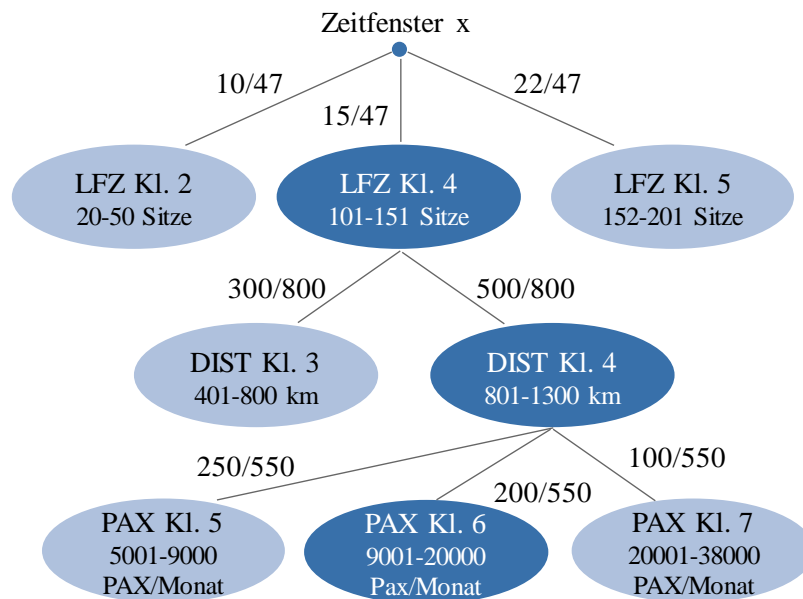 Zeitfenster x
10/47
15/47
22/47
LFZ Kl. 2
20-50 Sitze
LFZ Kl. 4
101-151 Sitze
LFZ Kl. 5
152-201 Sitze
300/800
500/800
DIST Kl. 3
401-800 km
DIST Kl. 4
801-1300 km
250/550
200/550
100/550
PAX Kl. 5
5001-9000
PAX/Monat
PAX Kl. 6
9001-20000
Pax/Monat
PAX Kl. 7
20001-38000
PAX/Monat